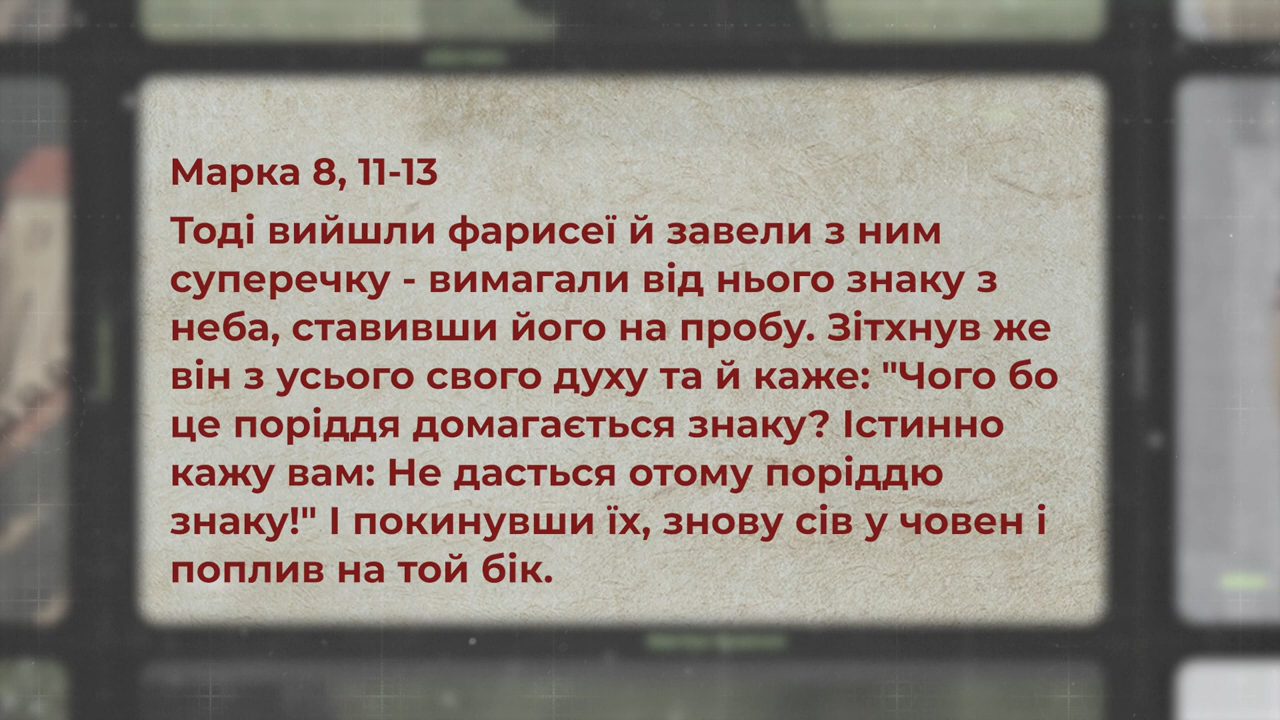 Марка 8, 11-13
Тоді вийшли фарисеї й завели з ним
суперечку - вимагали від нього знаку з
неба, ставивши його на пробу. Зітхнув же
він з усього свого духу та й каже: "Чого бо
це поріддя домагається знаку? Істинно
кажу вам: Не дасться отому поріддю
знаку!" І покинувши їх, знову сів у човен і
поплив на той бік.